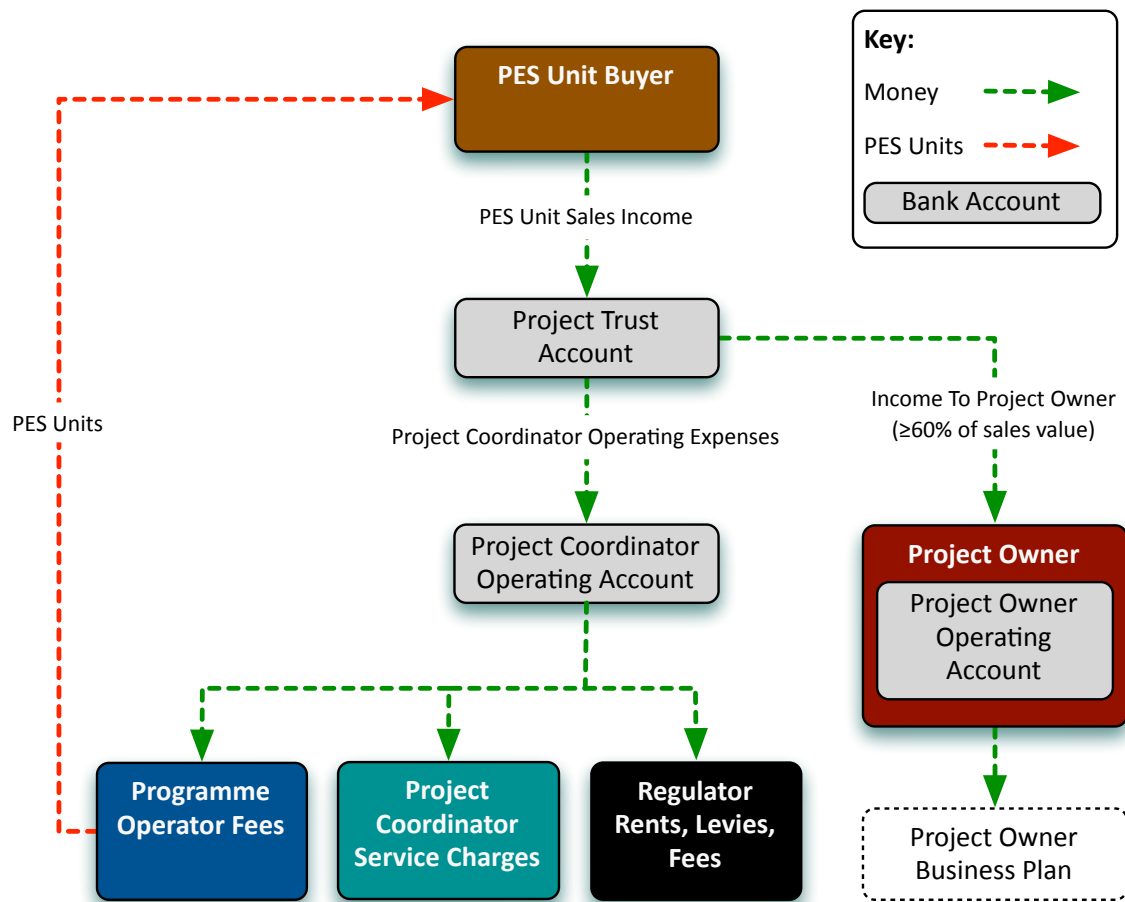 PES Unit Buyer
Key:
Money
PES Units
Bank Account
PES Unit Sales Income
Project Trust
Account
PES Units
Project Coordinator Operating Expenses
Income To Project Owner
(≥60% of sales value)
Project Coordinator
Operating Account
Project Owner
Project Owner
Operating
Account
Programme
Operator Fees
Project
Coordinator
Service Charges
Regulator
Rents, Levies,
Fees
Project Owner
Business Plan